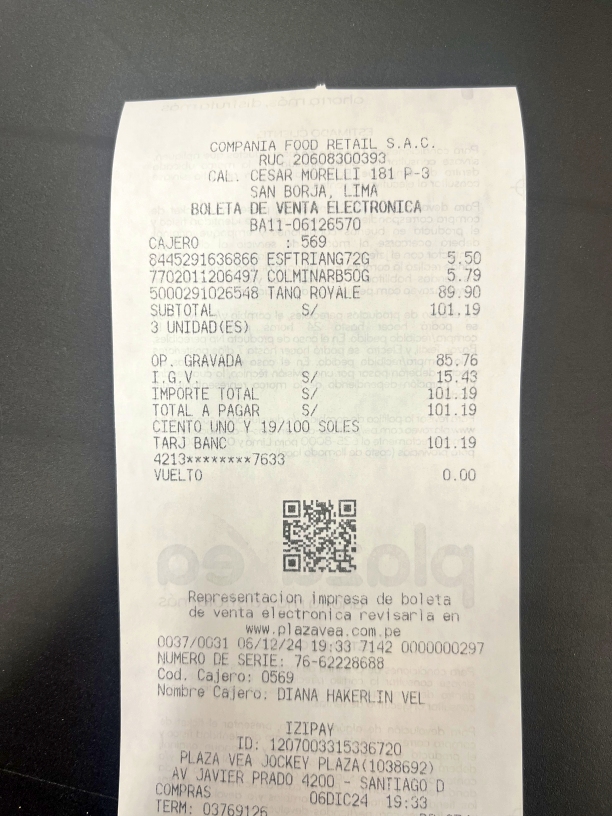 COMPANIA FOOD RETAIL S.A.C.
RUC 20608300393
CAL. CESAR MORELLI 181 P-3
SAN BORJA, LIMA
BOLETA DE VENTA ELECTRONICA
BA11-06126570
CAJERO : 569
8445291636866 ESFTRIANG72G 5.50
7702011206497 COLMINARB50G 5.79
5000291026548 TANQ ROYALE 89.90
SUBTOTAL S/ 101.19
3 UNIDAD(ES)
OP. GRAVADA 85.76
I.G.V. S/ 15.43
IMPORTE TOTAL S/ 101.19
TOTAL A PAGAR S/ 101.19
CIENTO UNO Y 19/100 SOLES
TARJ BANC 101.19
4213********7633
VUELTO 0.00
Representacion impresa de boleta
de venta electronica revisarla en
www.plazavea.com.pe
0037/0031 06/12/24 19:33 7142 0000000297
NUMERO DE SERIE: 76-62228688
Cod. Cajero: 0569
Nombre Cajero: DIANA HAKERLIN VEL
IZIPAY
ID: 1207003315336720
PLAZA VEA JOCKEY PLAZA(1038692)
AV JAVIER PRADO 4200 - SANTIAGO D
COMPRAS 06DIC24 19:33
TERM: 03769126